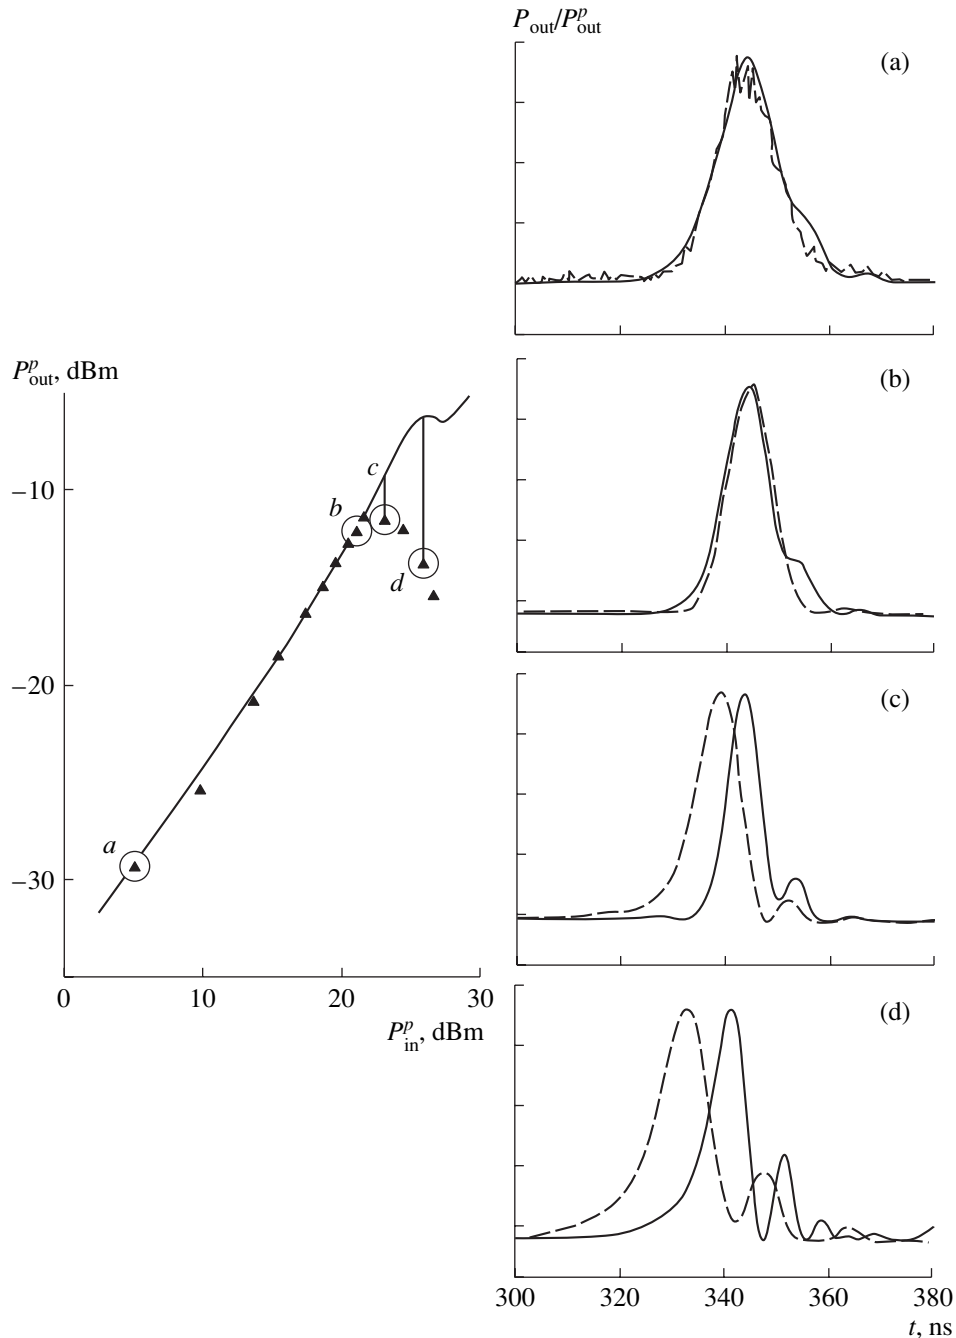 P_out/P^p_out
(a)
P^p_out, dBm
(b)
c
–10
b
d
–20
(c)
a
–30
0 10 20 30
P^p_in, dBm
(d)
300 320 340 360 380
t, ns